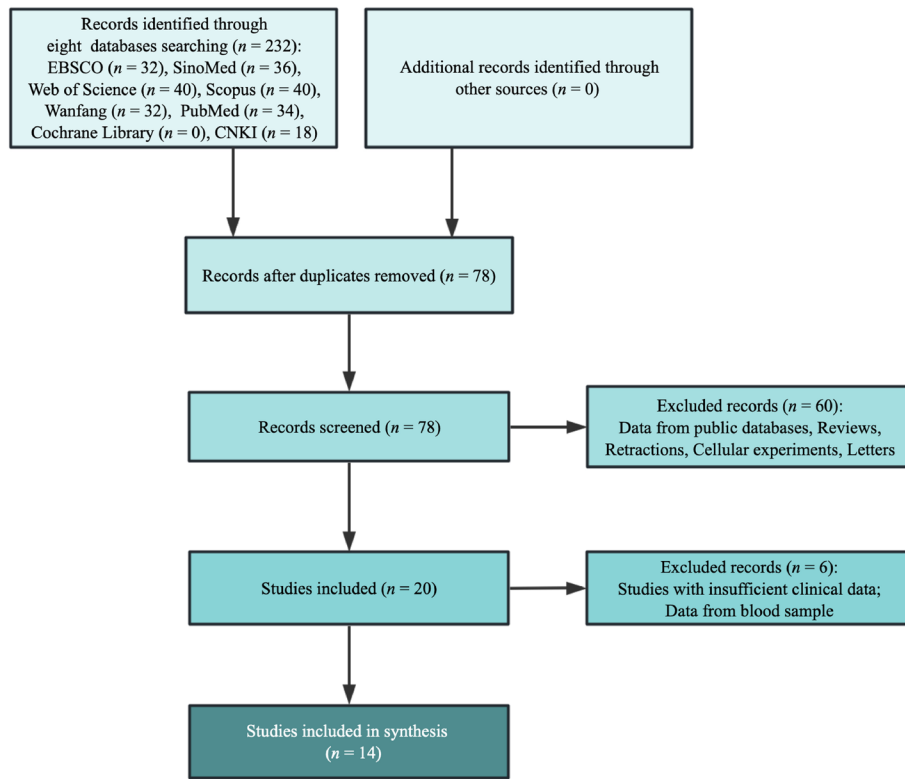 Records identified through
eight databases searching (n = 232):
EBSCO (n = 32), SinoMed (n = 36),
Web of Science (n = 40), Scopus (n = 40),
Wanfang (n = 32), PubMed (n = 34),
Cochrane Library (n = 0), CNKI (n = 18)
Additional records identified through
other sources (n = 0)
Records after duplicates removed (n = 78)
Records screened (n = 78)
Excluded records (n = 60):
Data from public databases, Reviews,
Retractions, Cellular experiments, Letters
Studies included (n = 20)
Excluded records (n = 6):
Studies with insufficient clinical data;
Data from blood sample
Studies included in synthesis
(n = 14)